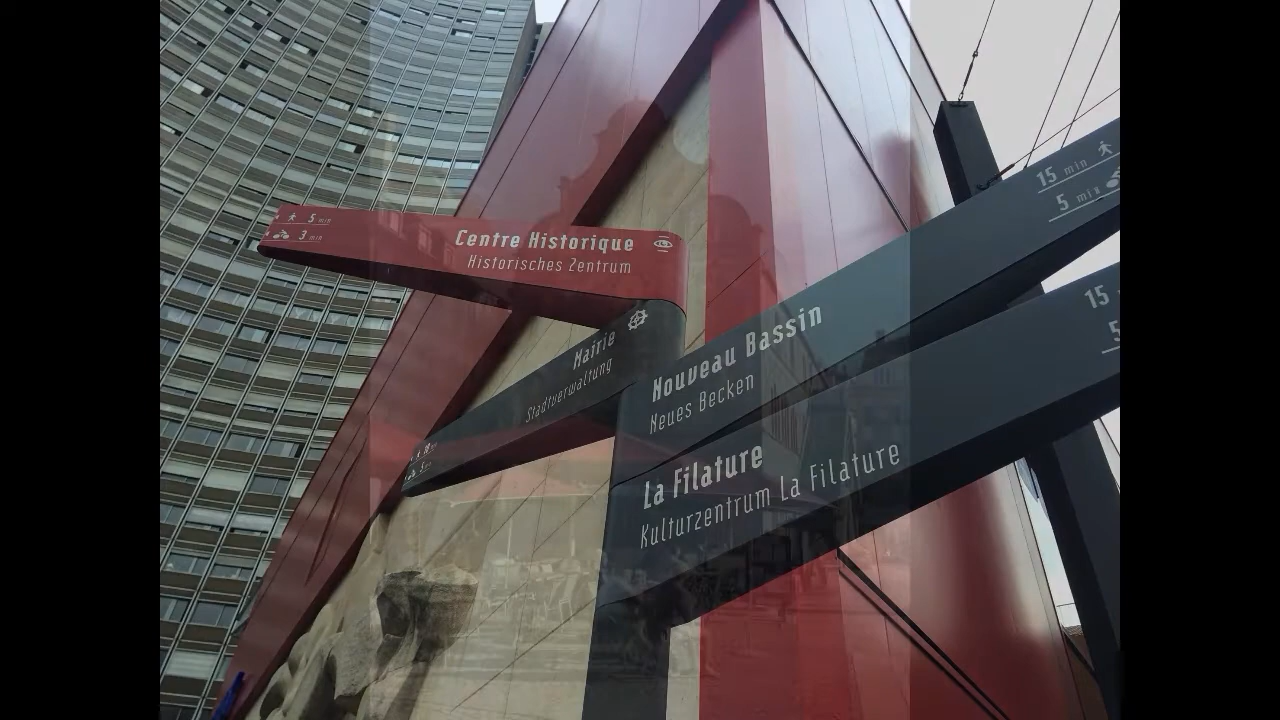 5 min
3 min
Centre Historique
Historisches Zentrum
Mairie
Stadtverwaltung
15 min
5 min
Nouveau Bassin
Neues Becken
15
5
La Filature
Kulturzentrum La Filature